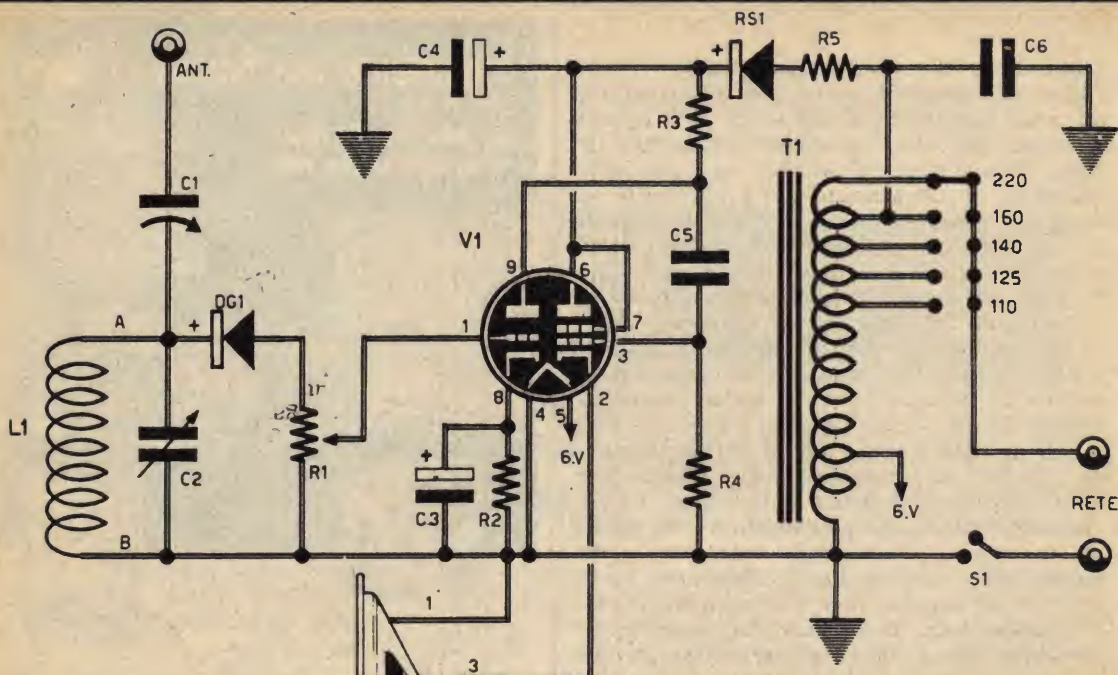 RS1
C4
+
+
R5
C6
ANT.
R3
T1
C1
220
160
V1
C5
140
9
6
125
DG1
110
A
+
1
7
3
L1
8
4
5
2
+
6.V
C2
R1
R4
C3
R2
6.V
RETE
B
S1
1
3